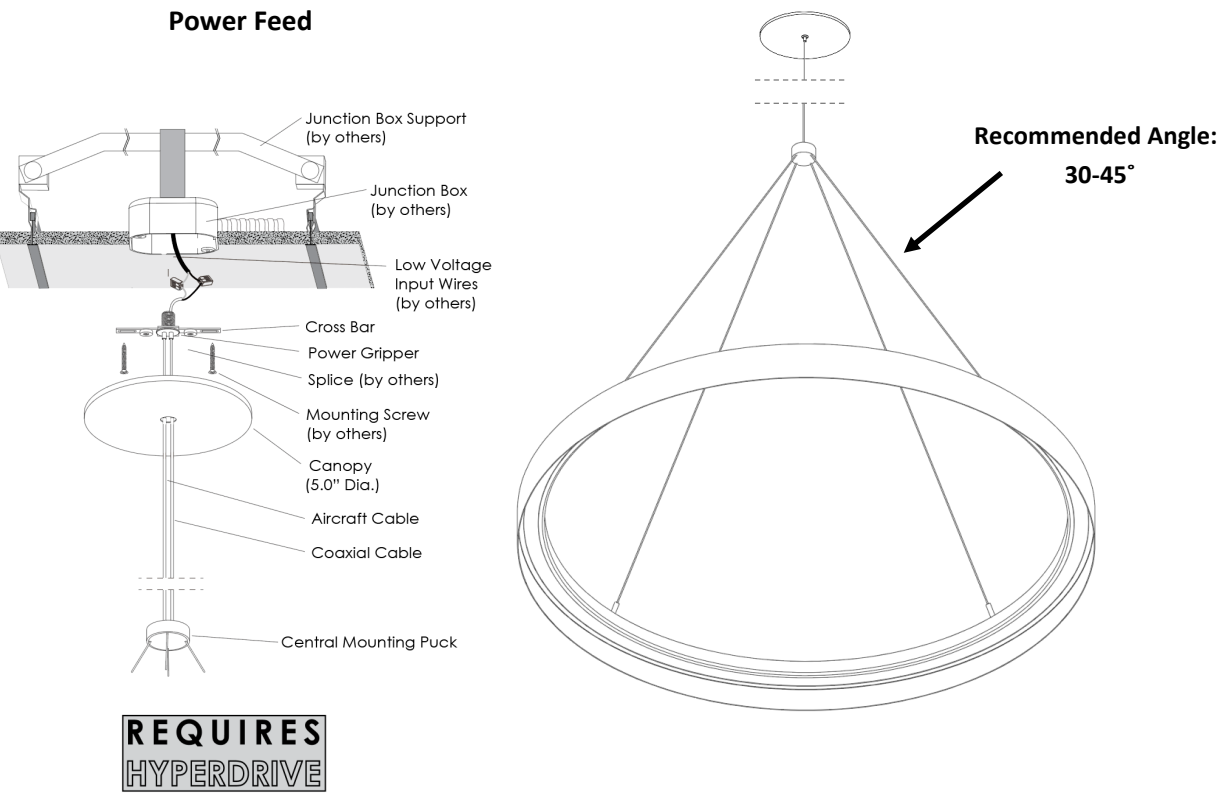 Power Feed
Junction Box Support
(by others)
Junction Box
(by others)
Low Voltage
Input Wires
(by others)
Cross Bar
Power Gripper
Splice (by others)
Mounting Screw
(by others)
Canopy
(5.0" Dia.)
Aircraft Cable
Coaxial Cable
Central Mounting Puck
REQUIRES
HYPERDRIVE
Recommended Angle:
30-45˚